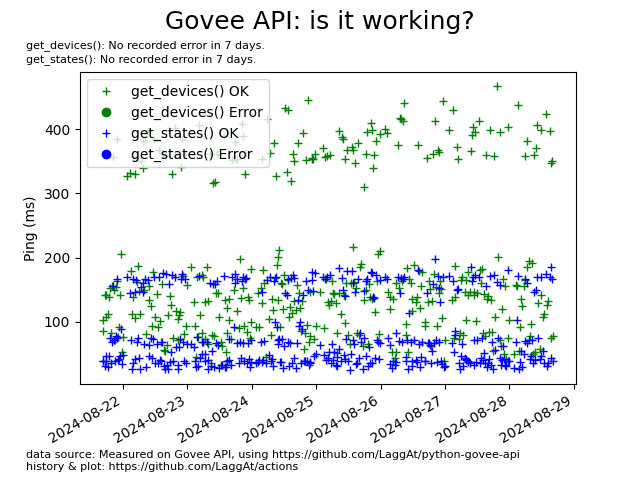 Govee API: is it working?
get_devices(): No recorded error in 7 days.
get_states(): No recorded error in 7 days.
get_devices() OK
get_devices() Error
get_states() OK
get_states() Error
400
300
200
100
Ping (ms)
2024-08-22
2024-08-23
2024-08-24
2024-08-25
2024-08-26
2024-08-27
2024-08-28
2024-08-29
data source: Measured on Govee API, using https://github.com/LaggAt/python-govee-api
history & plot: https://github.com/LaggAt/actions